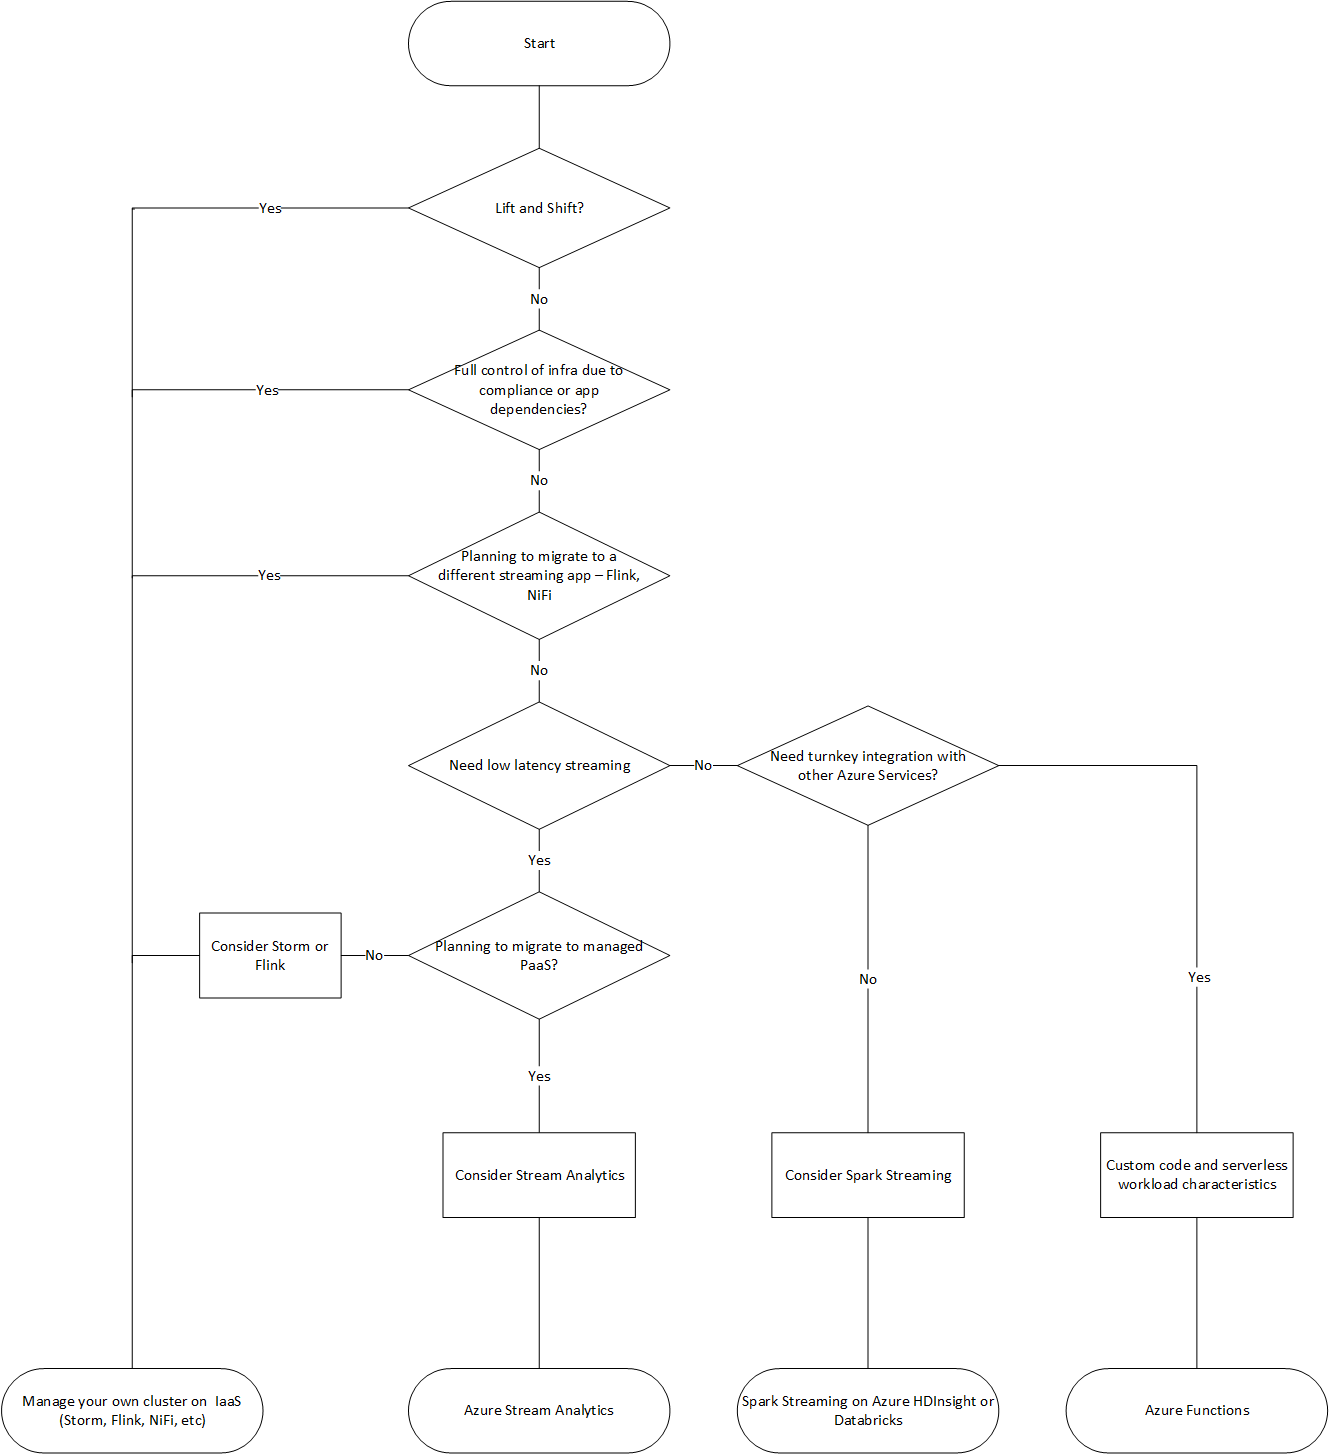 Start
Lift and Shift?
Yes
No
Full control of infra due to
compliance or app
dependencies?
Yes
No
Planning to migrate to a
different streaming app – Flink,
NiFi
Yes
No
Need low latency streaming
No
Need turnkey integration with
other Azure Services?
Yes
Planning to migrate to managed
PaaS?
No
Consider Storm or
Flink
No
Yes
Yes
Consider Stream Analytics
Consider Spark Streaming
Custom code and serverless
workload characteristics
Manage your own cluster on  IaaS
(Storm, Flink, NiFi, etc)
Azure Stream Analytics
Spark Streaming on Azure HDInsight or
Databricks
Azure Functions